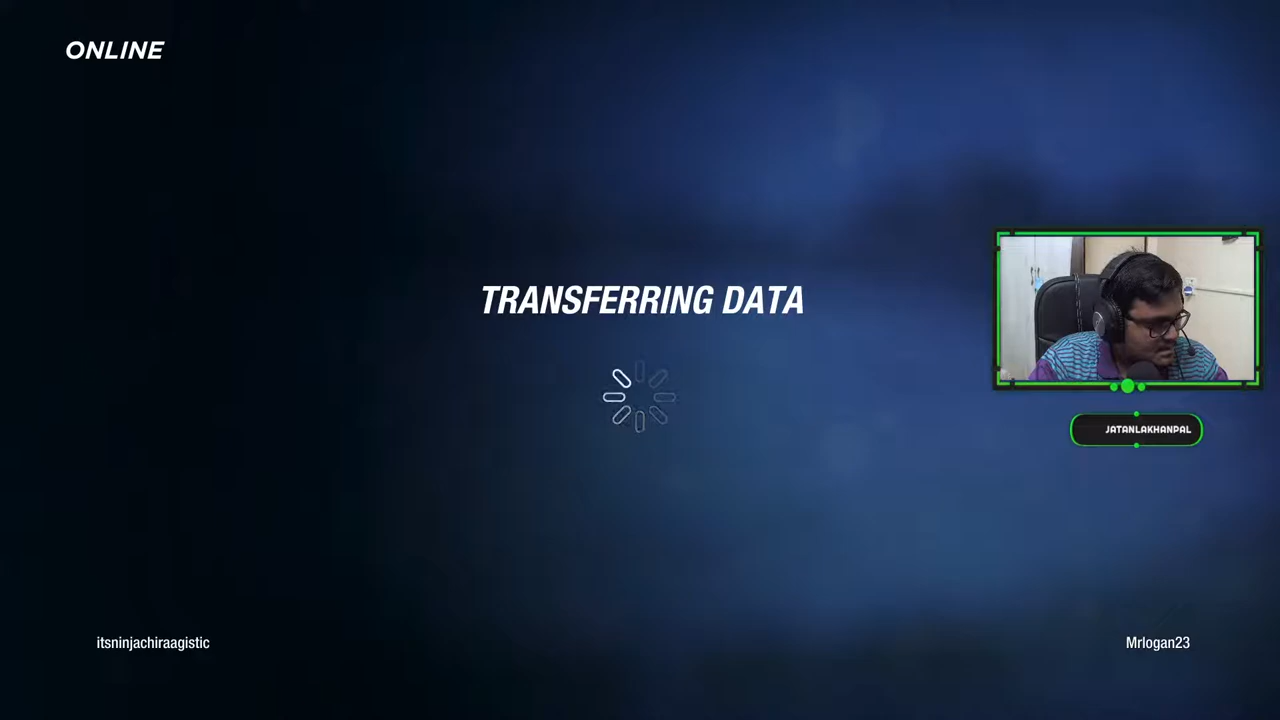 ONLINE
TRANSFERRING DATA
JATANLAKHANPAL
itsninjachiraagistic
Mrlogan23